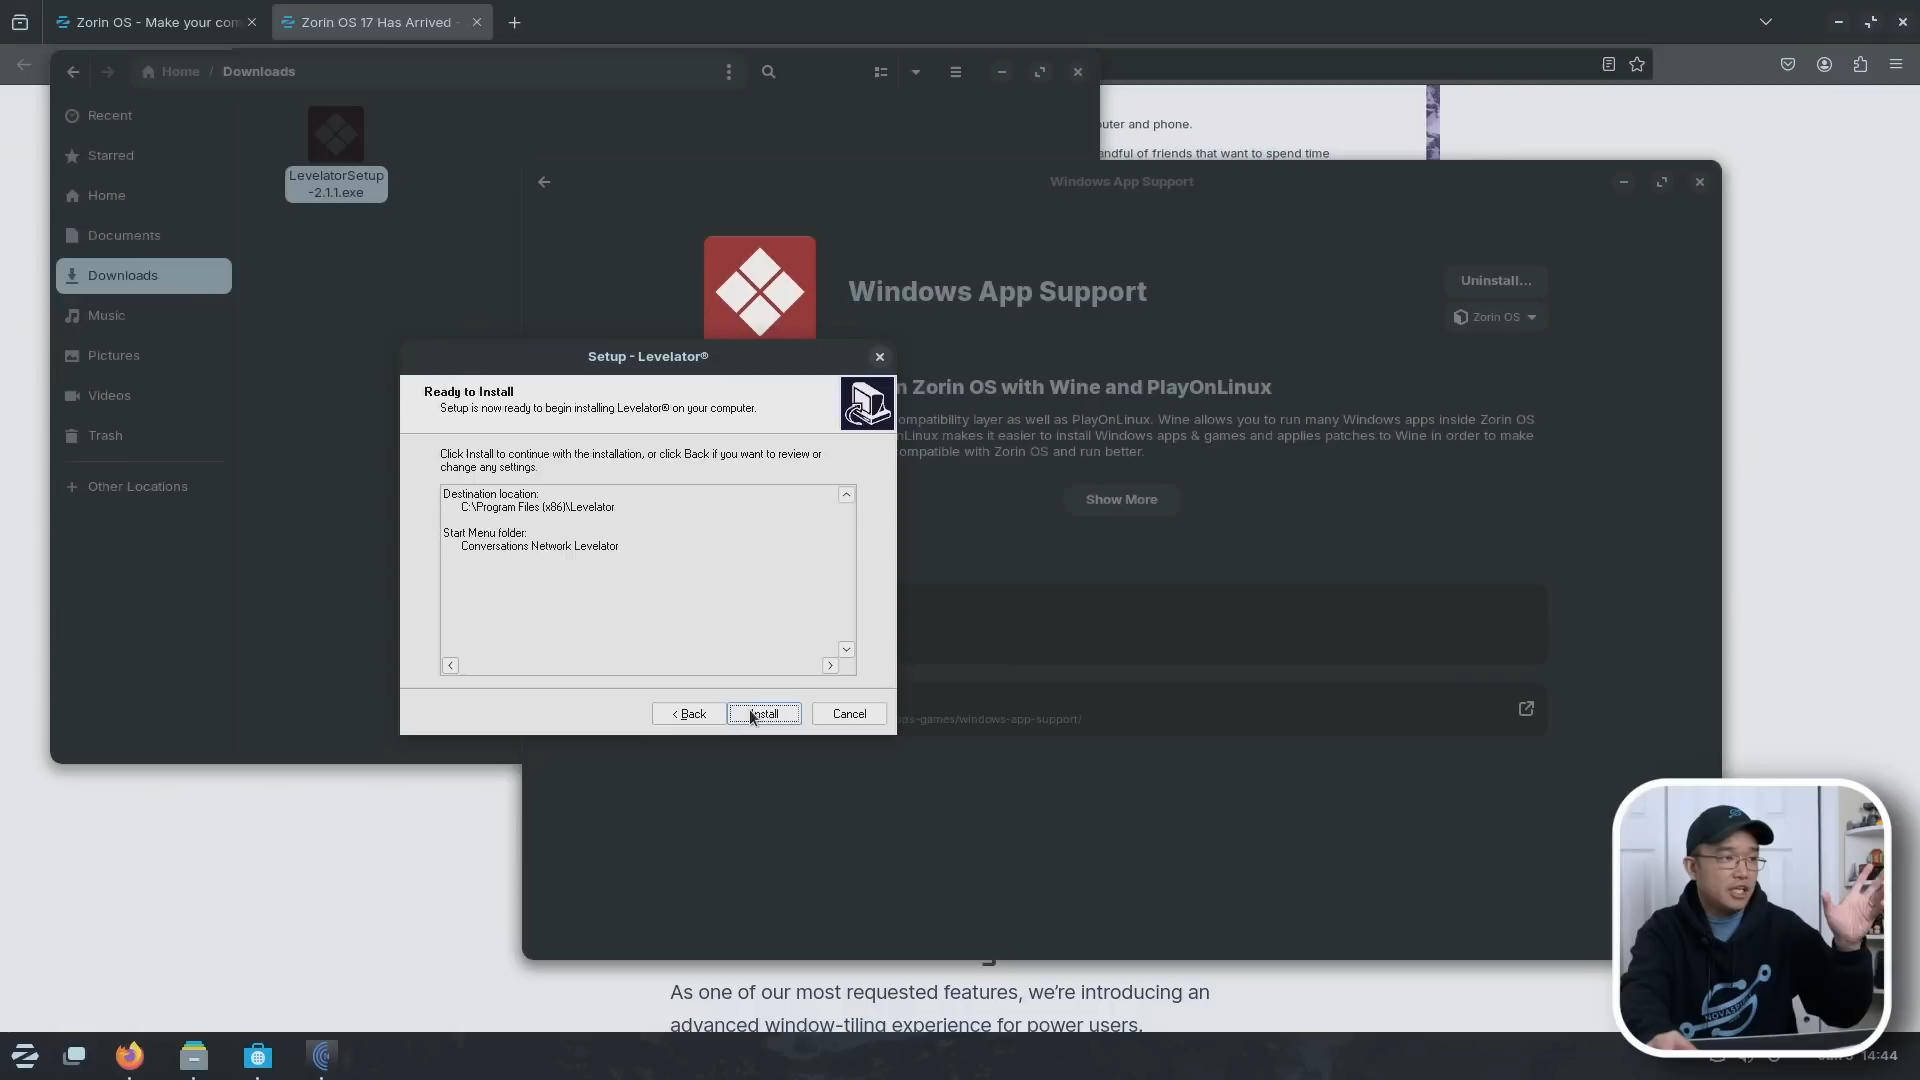 Zorin OS - Make your com
Zorin OS 17 Has Arrived -
Home / Downloads
Recent
Starred
Home
Documents
Downloads
Music
Pictures
Videos
Trash
Other Locations
LevelatorSetup
-2.1.1.exe
uter and phone.
andful of friends that want to spend time
Windows App Support
Windows App Support
Uninstall...
Zorin OS
n Zorin OS with Wine and PlayOnLinux
ompatibility layer as well as PlayOnLinux. Wine allows you to run many Windows apps inside Zorin OS
nLinux makes it easier to install Windows apps & games and applies patches to Wine in order to make
ompatible with Zorin OS and run better.
Show More
ps-games/windows-app-support/
Setup - Levelator®
Ready to Install
Setup is now ready to begin installing Levelator® on your computer.
Click Install to continue with the installation, or click Back if you want to review or
change any settings.
Destination location:
C:\Program Files (x86)\Levelator
Start Menu folder:
Conversations Network Levelator
< Back
Install
Cancel
As one of our most requested features, we're introducing an
advanced window-tiling experience for power users.
14:44